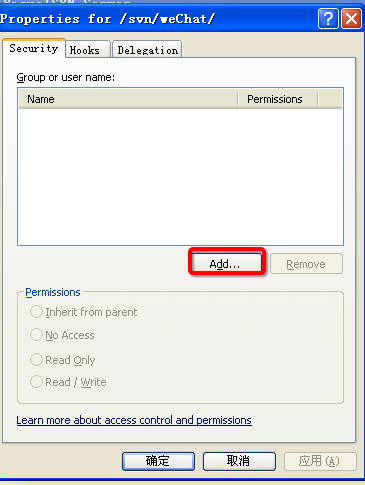 Properties for /svn/weChat/
Security Hooks Delegation
Group or user name:
Name Permissions
Add... Remove
Permissions
Inherit from parent
No Access
Read Only
Read / Write
Learn more about access control and permissions
确定 取消 应用 (A)